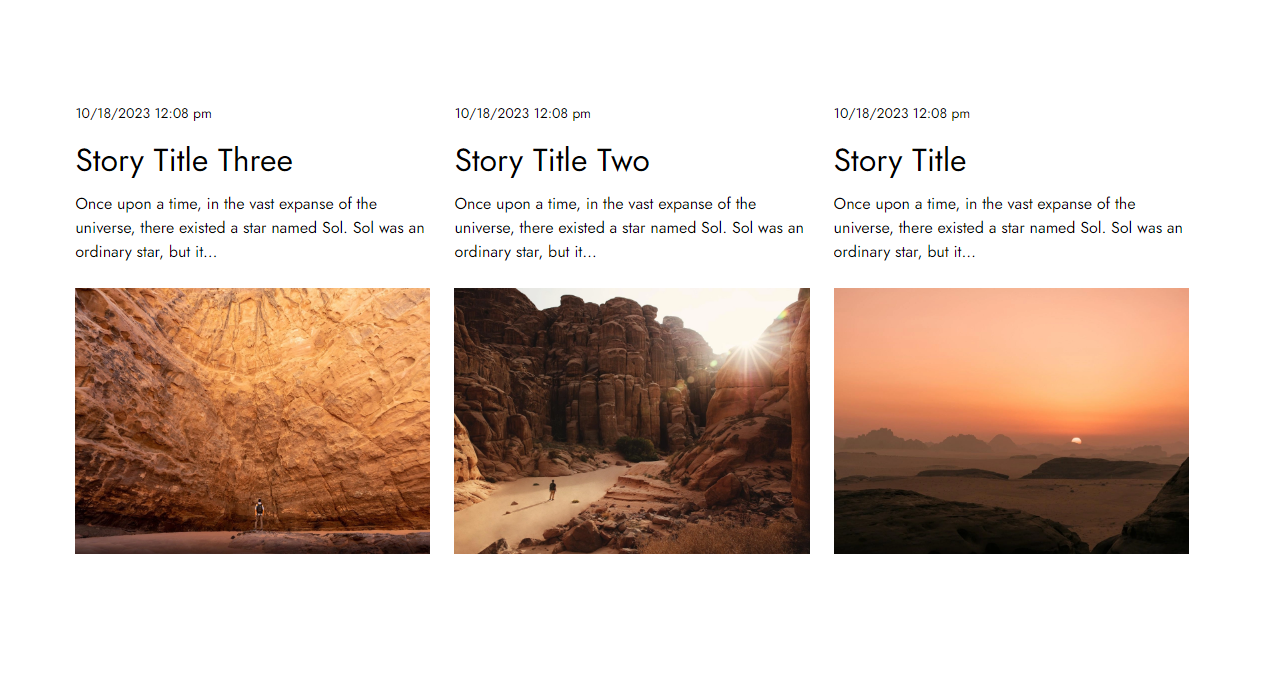 10/18/2023 12:08 pm
Story Title Three
Once upon a time, in the vast expanse of the
universe, there existed a star named Sol. Sol was an
ordinary star, but it...
10/18/2023 12:08 pm
Story Title Two
Once upon a time, in the vast expanse of the
universe, there existed a star named Sol. Sol was an
ordinary star, but it...
10/18/2023 12:08 pm
Story Title
Once upon a time, in the vast expanse of the
universe, there existed a star named Sol. Sol was an
ordinary star, but it...